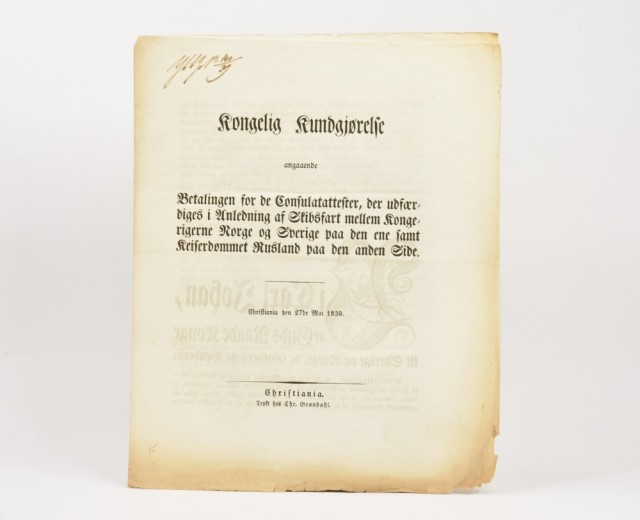 Kongelig Kundgjørelse
angaaende
Betalingen for de Consulatattester, der udfær-
diges i Anledning af Skibsfart mellem Konge-
rigerne Norge og Sverige paa den ene samt
Keiserdømmet Rusland paa den anden Side.
Christiania den 27de Mai 1839.
Christiania.
Trykt hos Chr. Grøndahl.